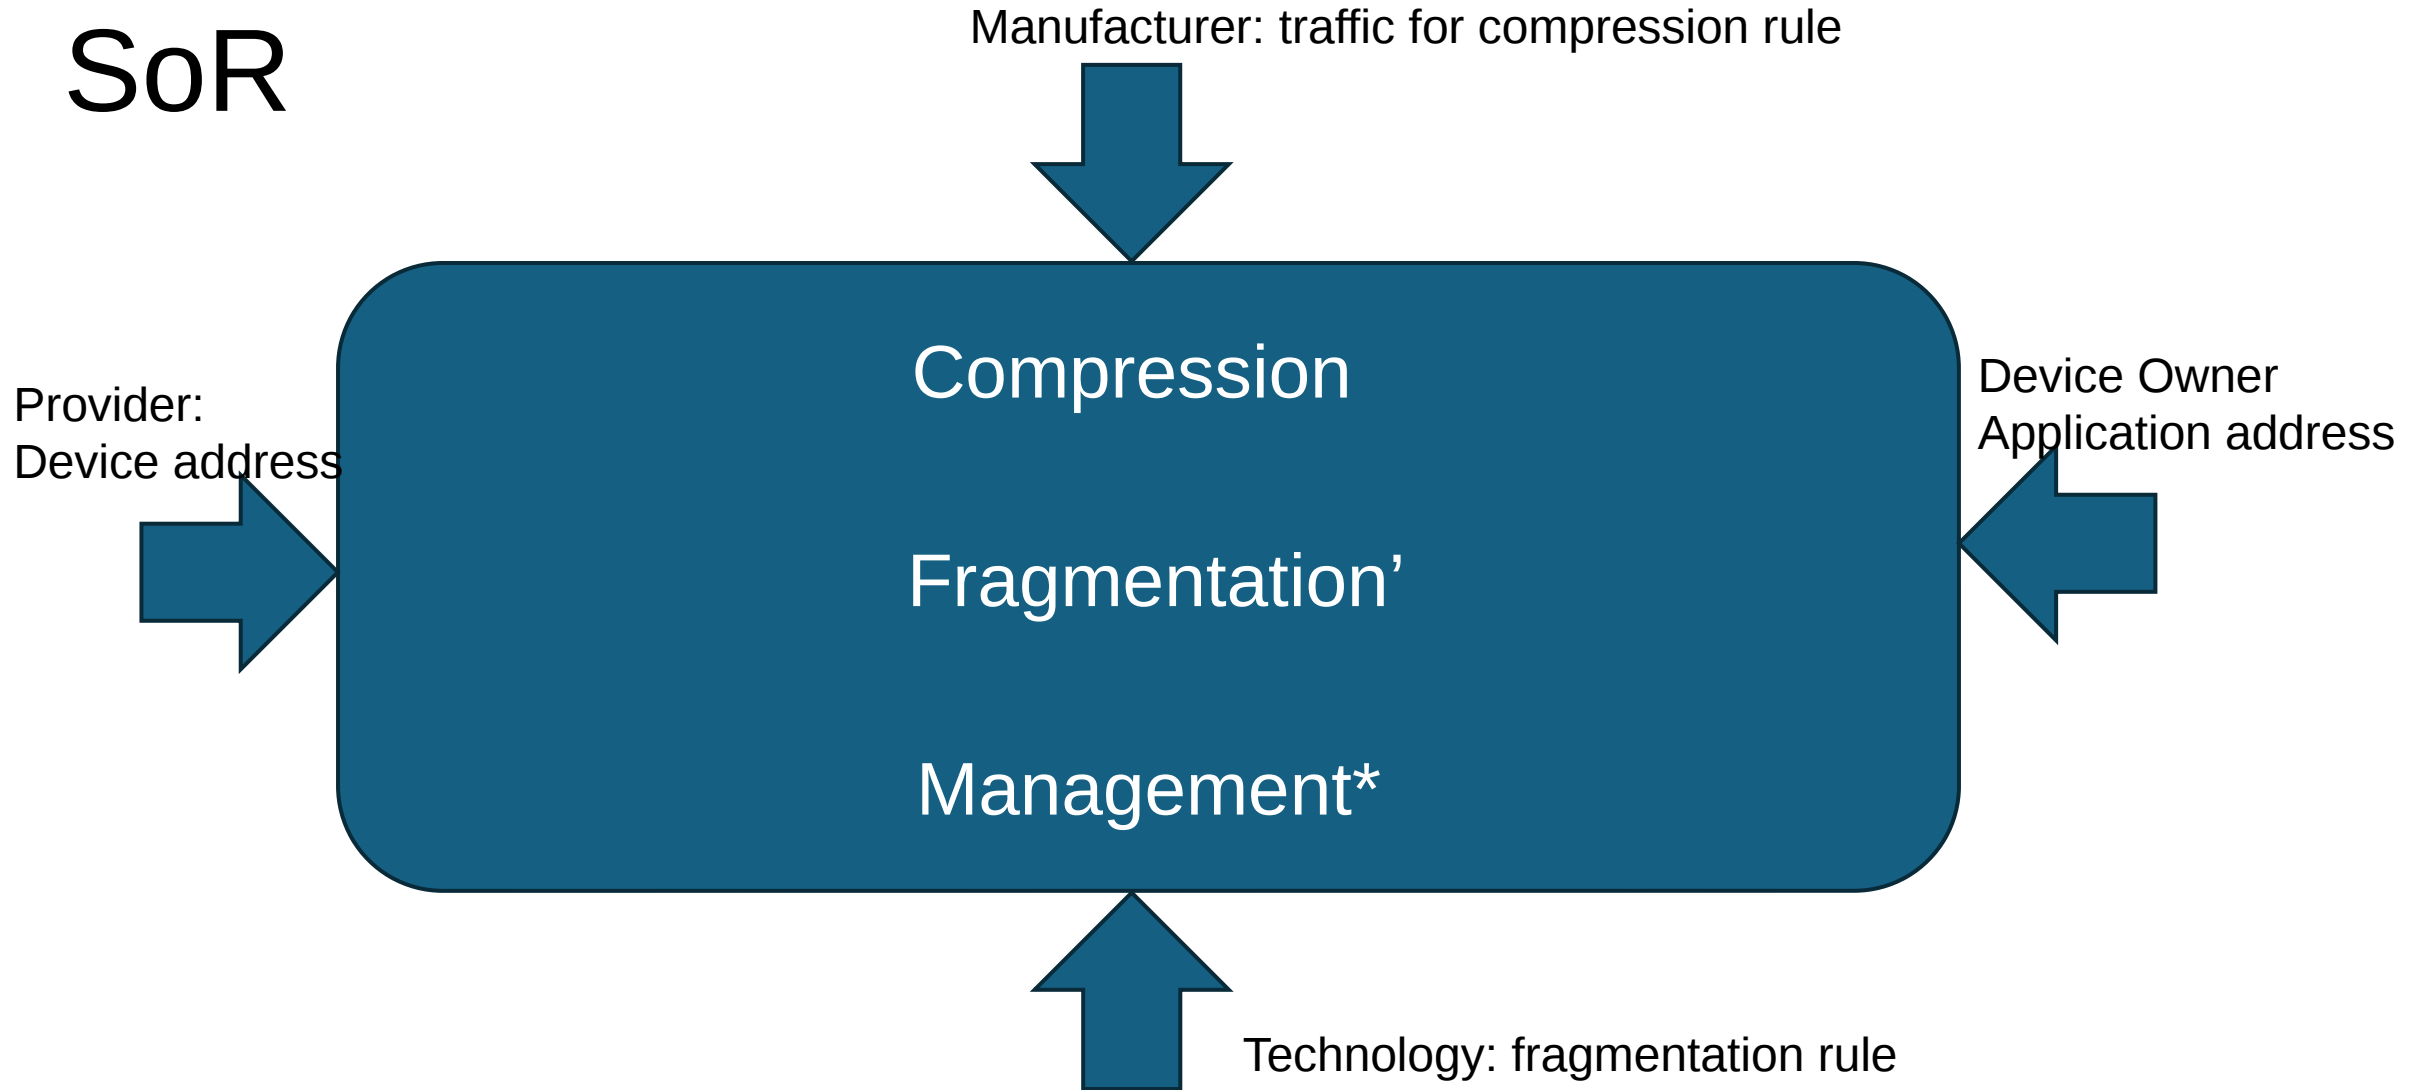 SoR
Manufacturer: traffic for compression rule
Compression
Provider:
Device address
Device Owner
Application address
Fragmentation’
Management*
Technology: fragmentation rule